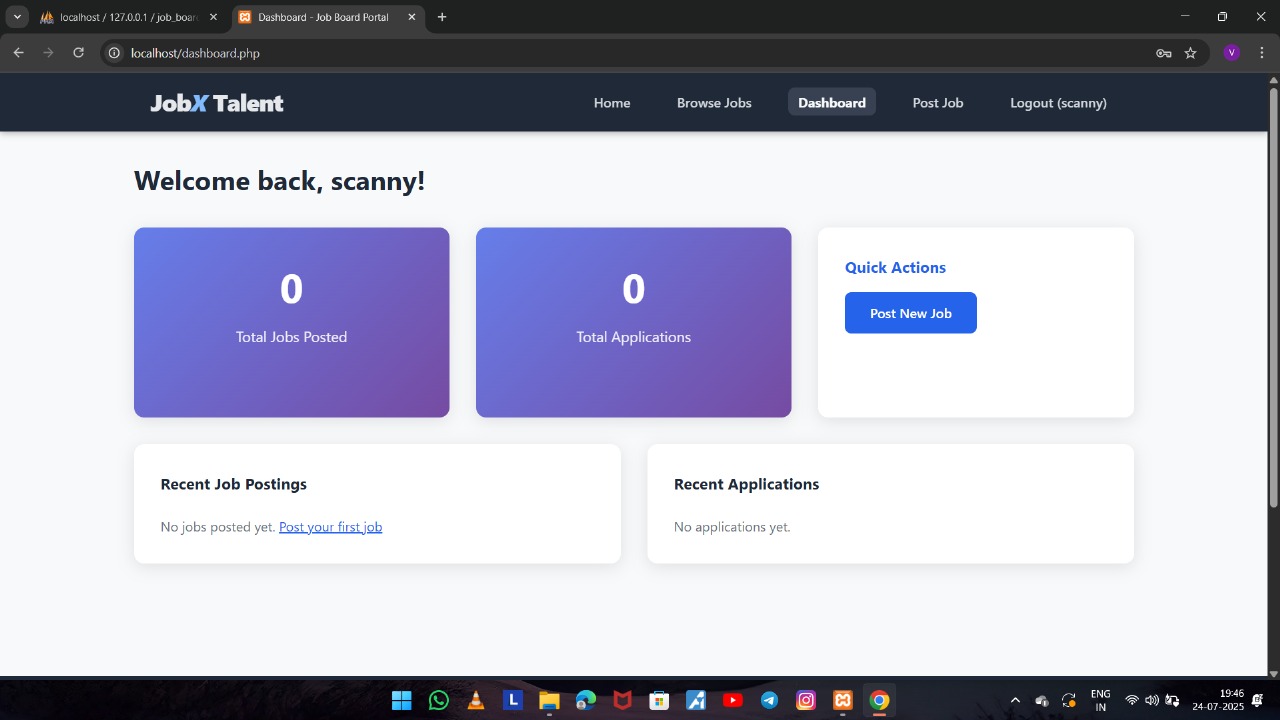 localhost / 127.0.0.1 / job_boar
Dashboard - Job Board Portal
localhost/dashboard.php
V
JobX Talent
Home
Browse Jobs
Dashboard
Post Job
Logout (scanny)
Welcome back, scanny!
0
Total Jobs Posted
0
Total Applications
Quick Actions
Post New Job
Recent Job Postings
No jobs posted yet. Post your first job
Recent Applications
No applications yet.
L
ENG
IN
19:46
24-07-2025